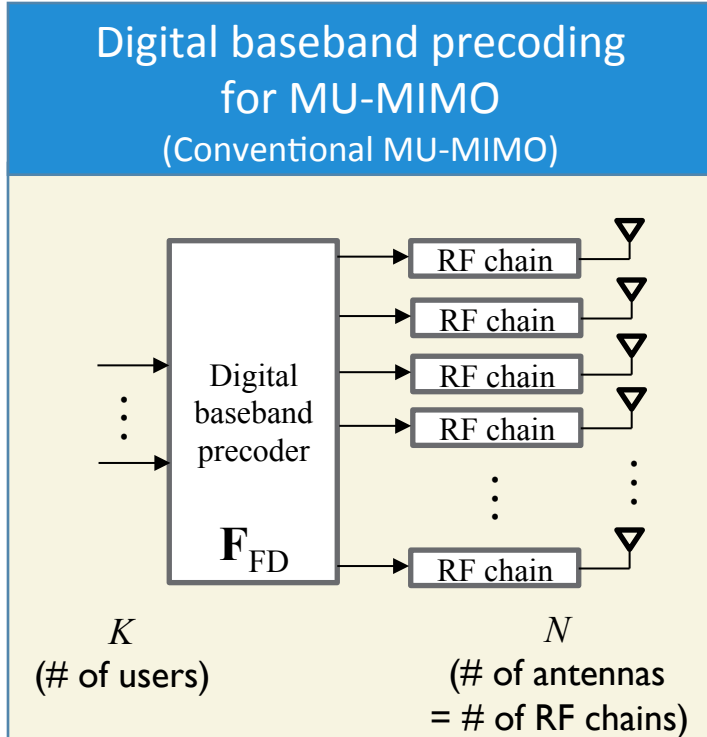 Digital baseband precoding
for MU-MIMO
(Conventional MU-MIMO)
RF chain
RF chain
RF chain
RF chain
RF chain
Digital
baseband
precoder
F_FD
K
(# of users)
N
(# of antennas
= # of RF chains)